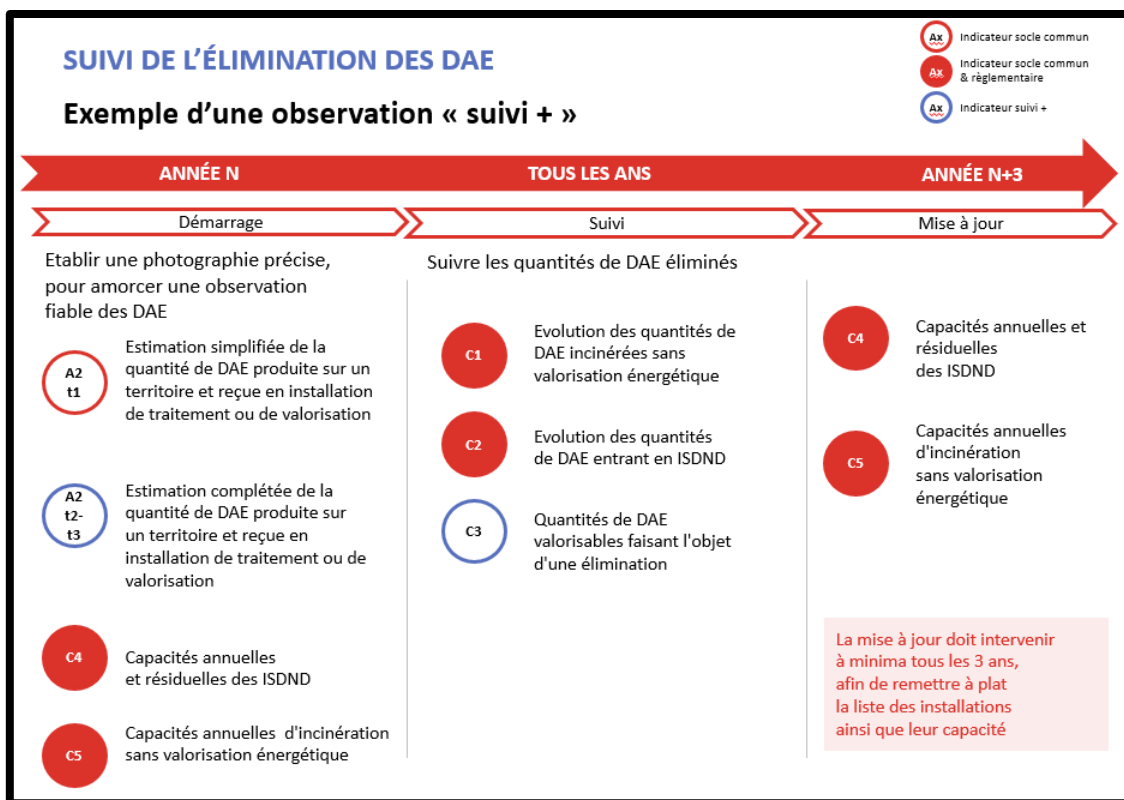 SUIVI DE L'ÉLIMINATION DES DAE
Exemple d'une observation « suivi + »
Ax Indicateur socle commun
Ax Indicateur socle commun
& règlementaire
Ax Indicateur suivi +
ANNÉE N
TOUS LES ANS
ANNÉE N+3
Démarrage
Suivi
Mise à jour
Etablir une photographie précise,
pour amorcer une observation
fiable des DAE
A2
t1
Estimation simplifiée de la
quantité de DAE produite sur un
territoire et reçue en installation
de traitement ou de valorisation
A2
t2-
t3
Estimation complétée de la
quantité de DAE produite sur
un territoire et reçue en
installation de traitement ou de
valorisation
C4
Capacités annuelles
et résiduelles des ISDND
C5
Capacités annuelles d'incinération
sans valorisation énergétique
Suivre les quantités de DAE éliminés
C1
Evolution des quantités de
DAE incinérées sans
valorisation énergétique
C2
Evolution des quantités
de DAE entrant en ISDND
C3
Quantités de DAE
valorisables faisant l'objet
d'une élimination
C4
Capacités annuelles et
résiduelles
des ISDND
C5
Capacités annuelles
d'incinération
sans valorisation
énergétique
La mise à jour doit intervenir
à minima tous les 3 ans,
afin de remettre à plat
la liste des installations
ainsi que leur capacité